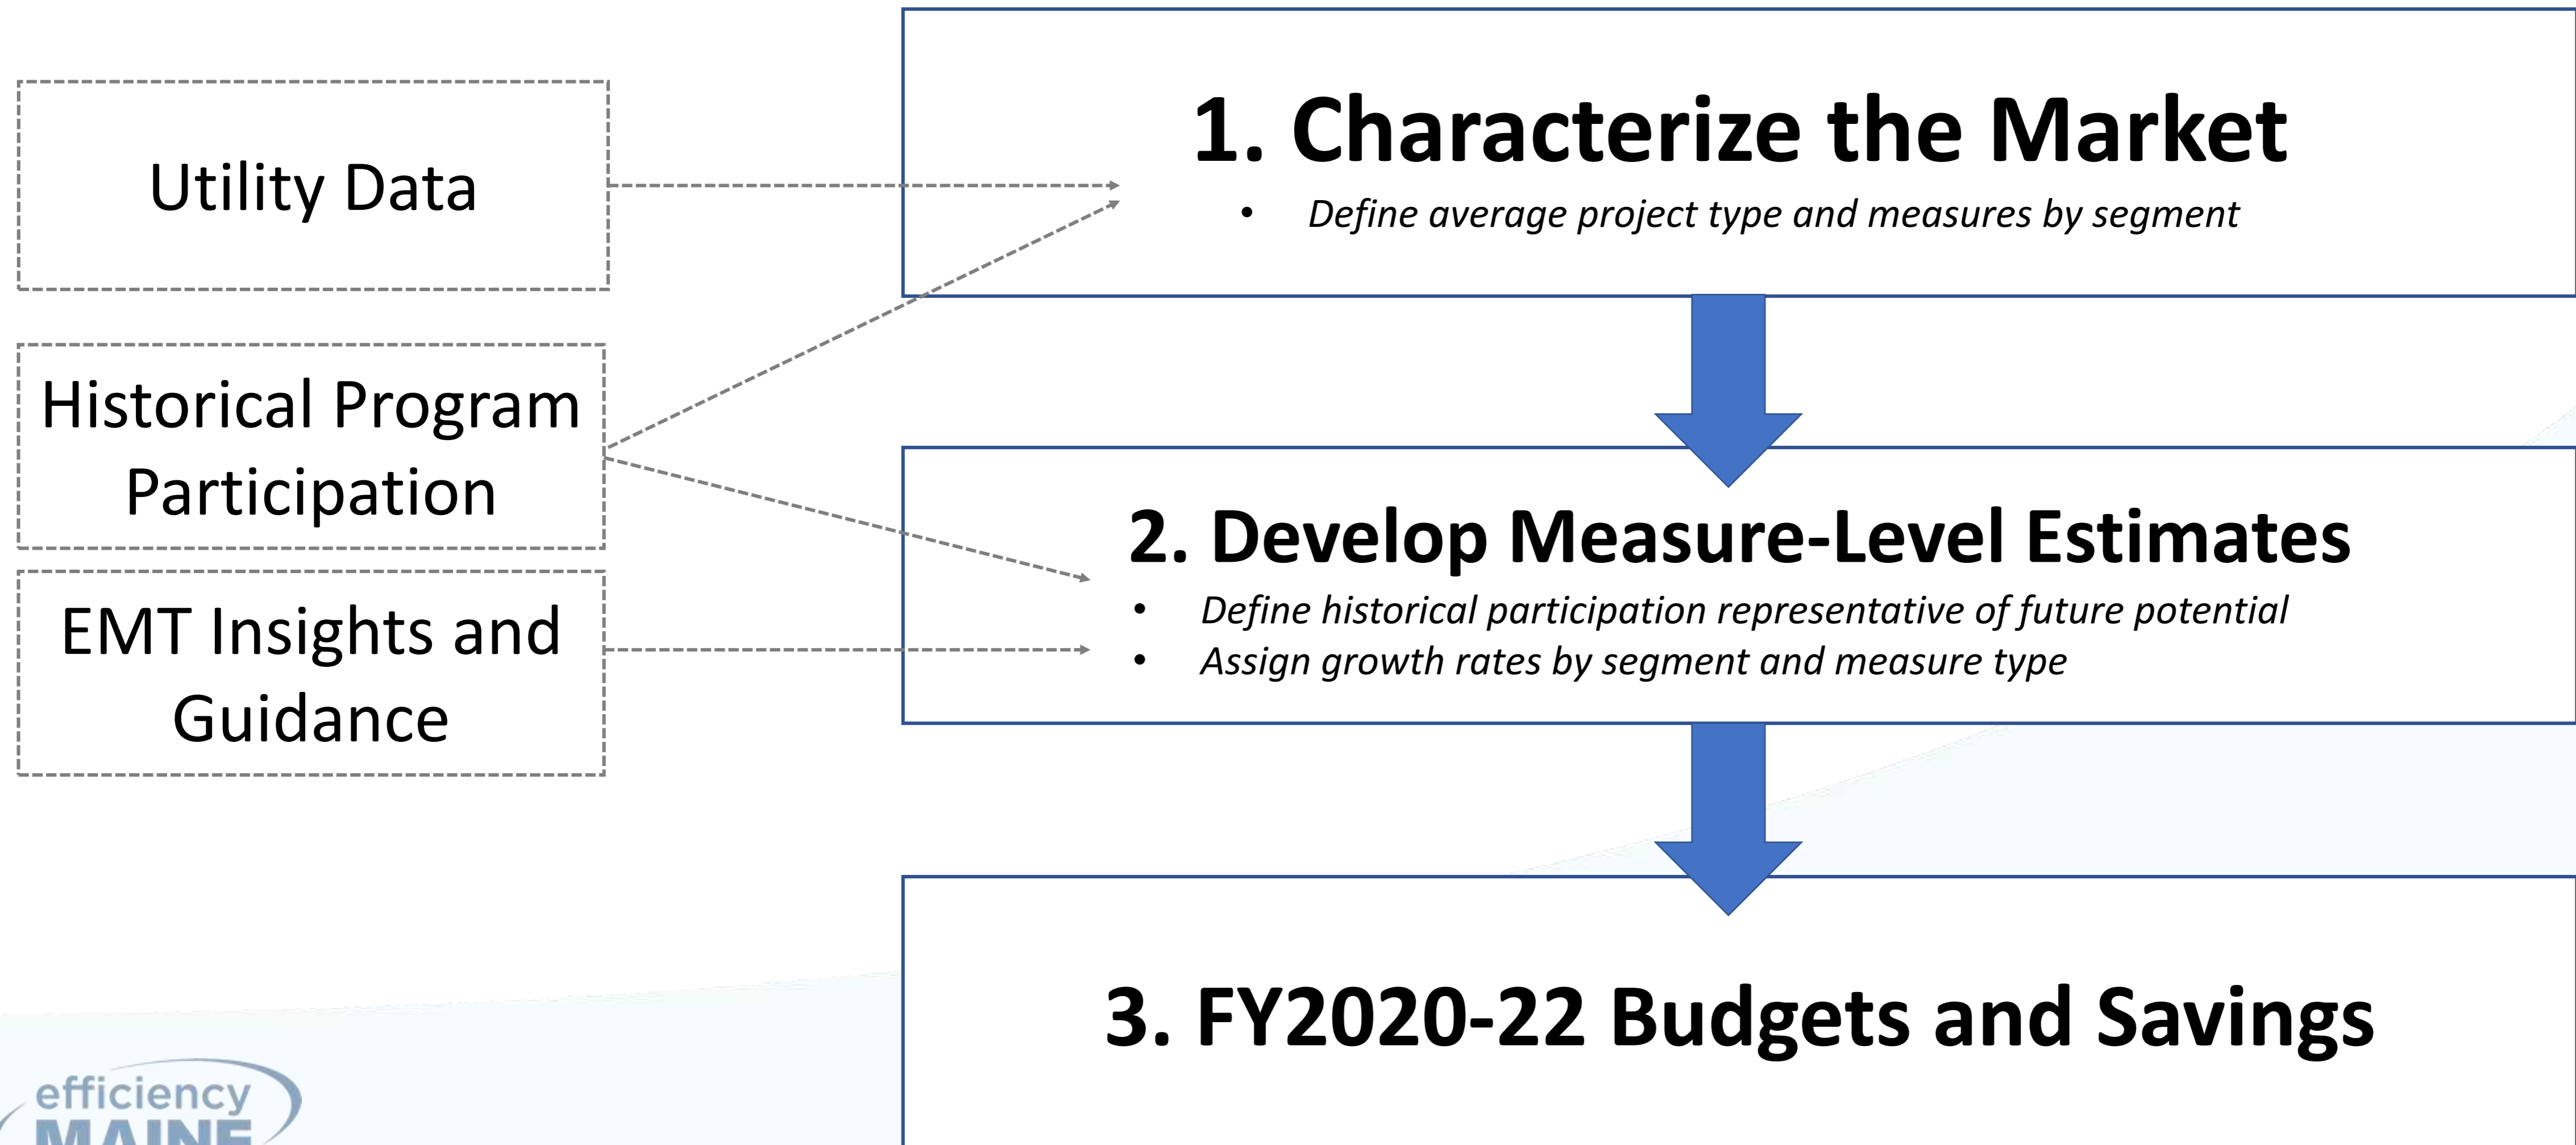 Utility Data
Historical Program
Participation
EMT Insights and
Guidance
1. Characterize the Market
• Define average project type and measures by segment
2. Develop Measure-Level Estimates
• Define historical participation representative of future potential
• Assign growth rates by segment and measure type
3. FY2020-22 Budgets and Savings
efficiency
MAINE